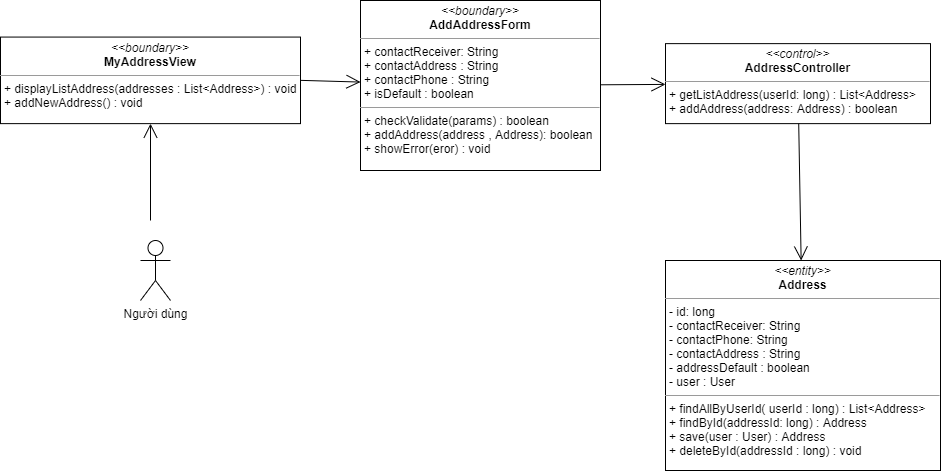 <<boundary>>
MyAddressView
+ displayListAddress(addresses : List<Address>) : void
+ addNewAddress() : void
Người dùng
<<boundary>>
AddAddressForm
+ contactReceiver: String
+ contactAddress : String
+ contactPhone : String
+ isDefault : boolean
+ checkValidate(params) : boolean
+ addAddress(address , Address): boolean
+ showError(eror) : void
<<control>>
AddressController
+ getListAddress(userId: long) : List<Address>
+ addAddress(address: Address) : boolean
<<entity>>
Address
- id: long
- contactReceiver: String
- contactPhone: String
- contactAddress : String
- addressDefault : boolean
- user : User
+ findAllByUserId( userId : long) : List<Address>
+ findById(addressId: long) : Address
+ save(user : User) : Address
+ deleteById(addressId : long) : void